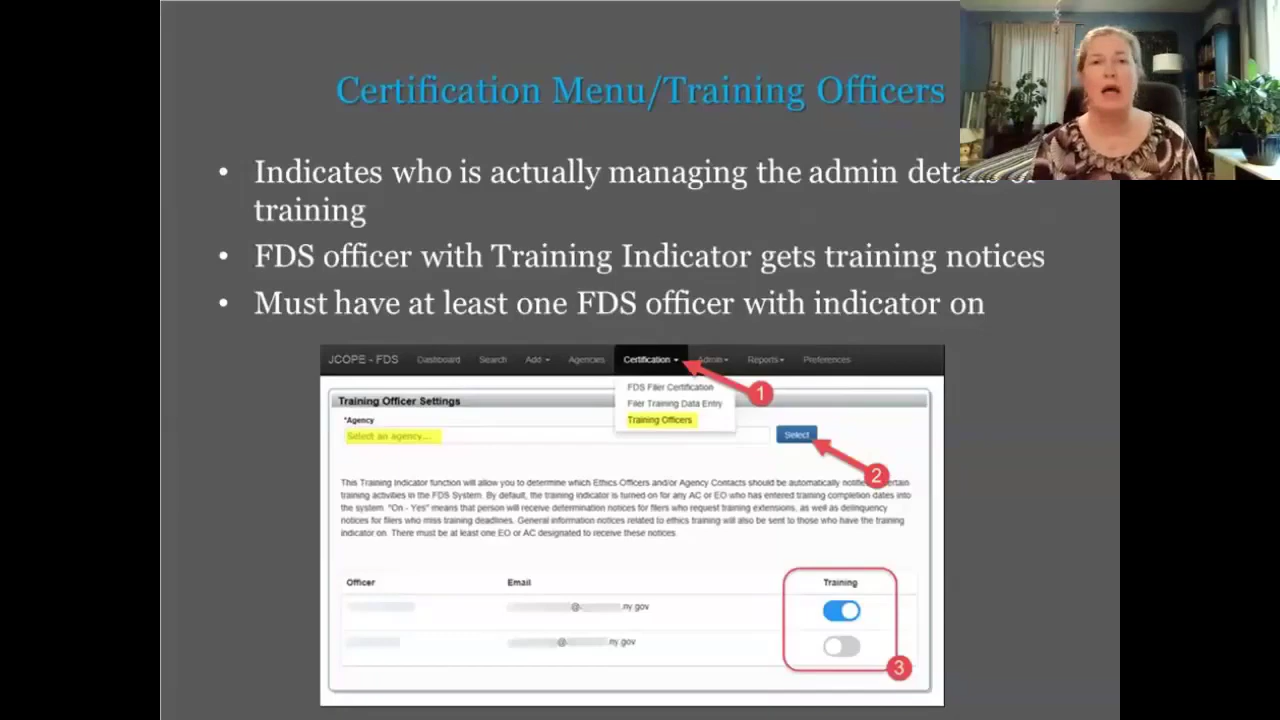 Certification Menu/Training Officers
• Indicates who is actually managing the admin details of
training
• FDS officer with Training Indicator gets training notices
• Must have at least one FDS officer with indicator on
JCOPE - FDS Dashboard Search Add Agencies Certification Admin Reports Preferences
1
FDS Filer Certification
Filer Training Data Entry
Training Officers
Training Officer Settings
*Agency
Select an agency...
Select
2
This Training Indicator function will allow you to determine which Ethics Officers and/or Agency Contacts should be automatically
training activities in the FDS System. By default, the training indicator is turned on for any AC or EO who has entered training completion dates into
the system. "On - Yes" means that person will receive determination notices for filers who request training extensions, as well as delinquency
notices for filers who miss training deadlines. General information notices related to ethics training will also be sent to those who have the training
indicator on. There must be at least one EO or AC designated to receive these notices.
Officer Email Training
@ .ny.gov
@ .ny.gov
3